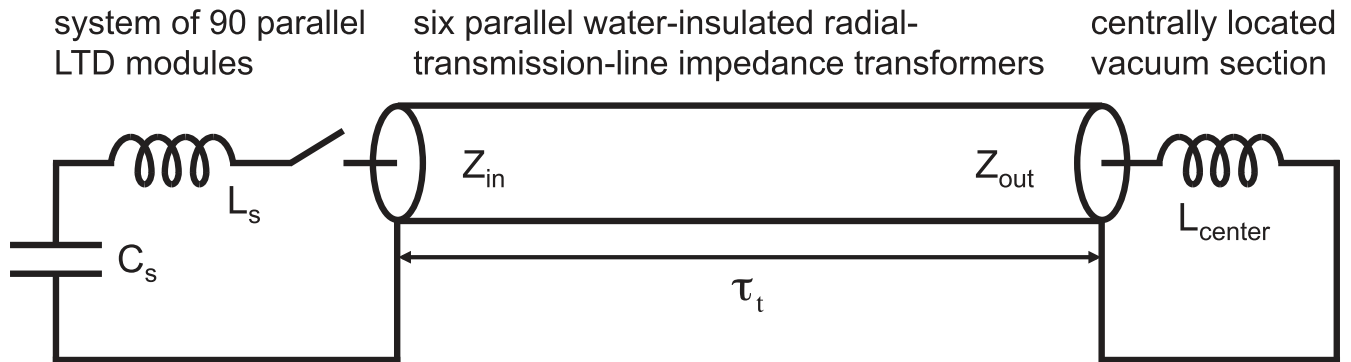 system of 90 parallel
LTD modules
six parallel water-insulated radial-
transmission-line impedance transformers
centrally located
vacuum section
Z_in
Z_out
L_s
L_center
C_s
τ_t